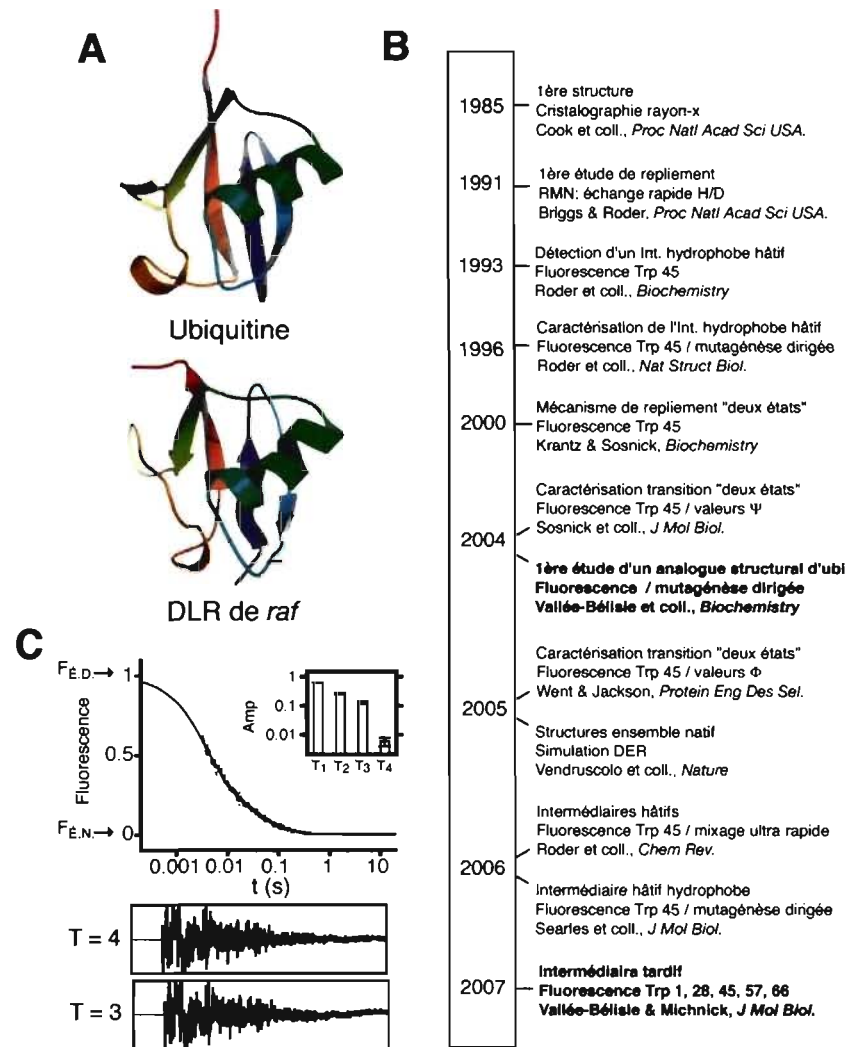 A
Ubiquitine
DLR de raf
B
1985
1ère structure
Cristalographie rayon-x
Cook et coll., Proc Natl Acad Sci USA.
1991
1ère étude de repliement
RMN: échange rapide H/D
Briggs & Roder, Proc Natl Acad Sci USA.
1993
Détection d'un Int. hydrophobe hâtif
Fluorescence Trp 45
Roder et coll., Biochemistry
1996
Caractérisation de l'Int. hydrophobe hâtif
Fluorescence Trp 45 / mutagénèse dirigée
Roder et coll., Nat Struct Biol.
2000
Mécanisme de repliement "deux états"
Fluorescence Trp 45
Krantz & Sosnick, Biochemistry
2004
Caractérisation transition "deux états"
Fluorescence Trp 45 / valeurs Ψ
Sosnick et coll., J Mol Biol.
1ère étude d'un analogue structural d'ubi
Fluorescence / mutagénèse dirigée
Vallée-Bélisle et coll., Biochemistry
2005
Caractérisation transition "deux états"
Fluorescence Trp 45 / valeurs Φ
Went & Jackson, Protein Eng Des Sel.
Structures ensemble natif
Simulation DER
Vendruscolo et coll., Nature
2006
Intermédiaires hâtifs
Fluorescence Trp 45 / mixage ultra rapide
Roder et coll., Chem Rev.
Intermédiaire hâtif hydrophobe
Fluorescence Trp 45 / mutagénèse dirigée
Searles et coll., J Mol Biol.
2007
Intermédiaire tardif
Fluorescence Trp 1, 28, 45, 57, 66
Vallée-Bélisle & Michnick, J Mol Biol.
C
FÉ.D.→
FÉ.N.→
Fluorescence
1
0.5
0
0.001 0.01 0.1 1 10
t (s)
Amp
1
0.1
0.01
T1 T2 T3 T4
T = 4
T = 3